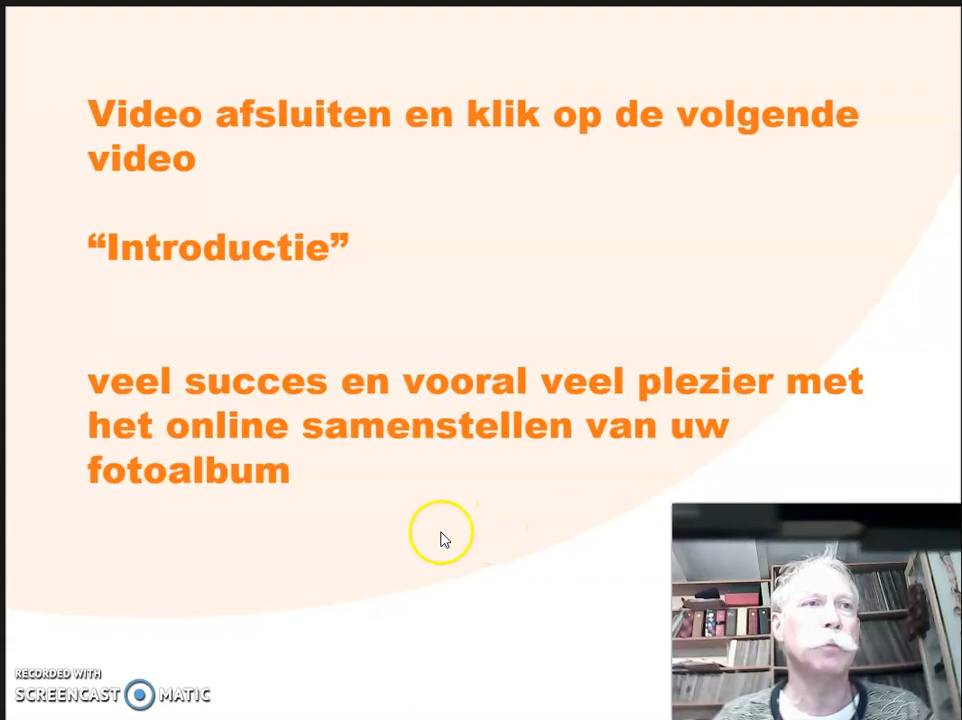 Video afsluiten en klik op de volgende
video
“Introductie”
veel succes en vooral veel plezier met
het online samenstellen van uw
fotoalbum
RECORDED WITH
SCREENCAST MATIC